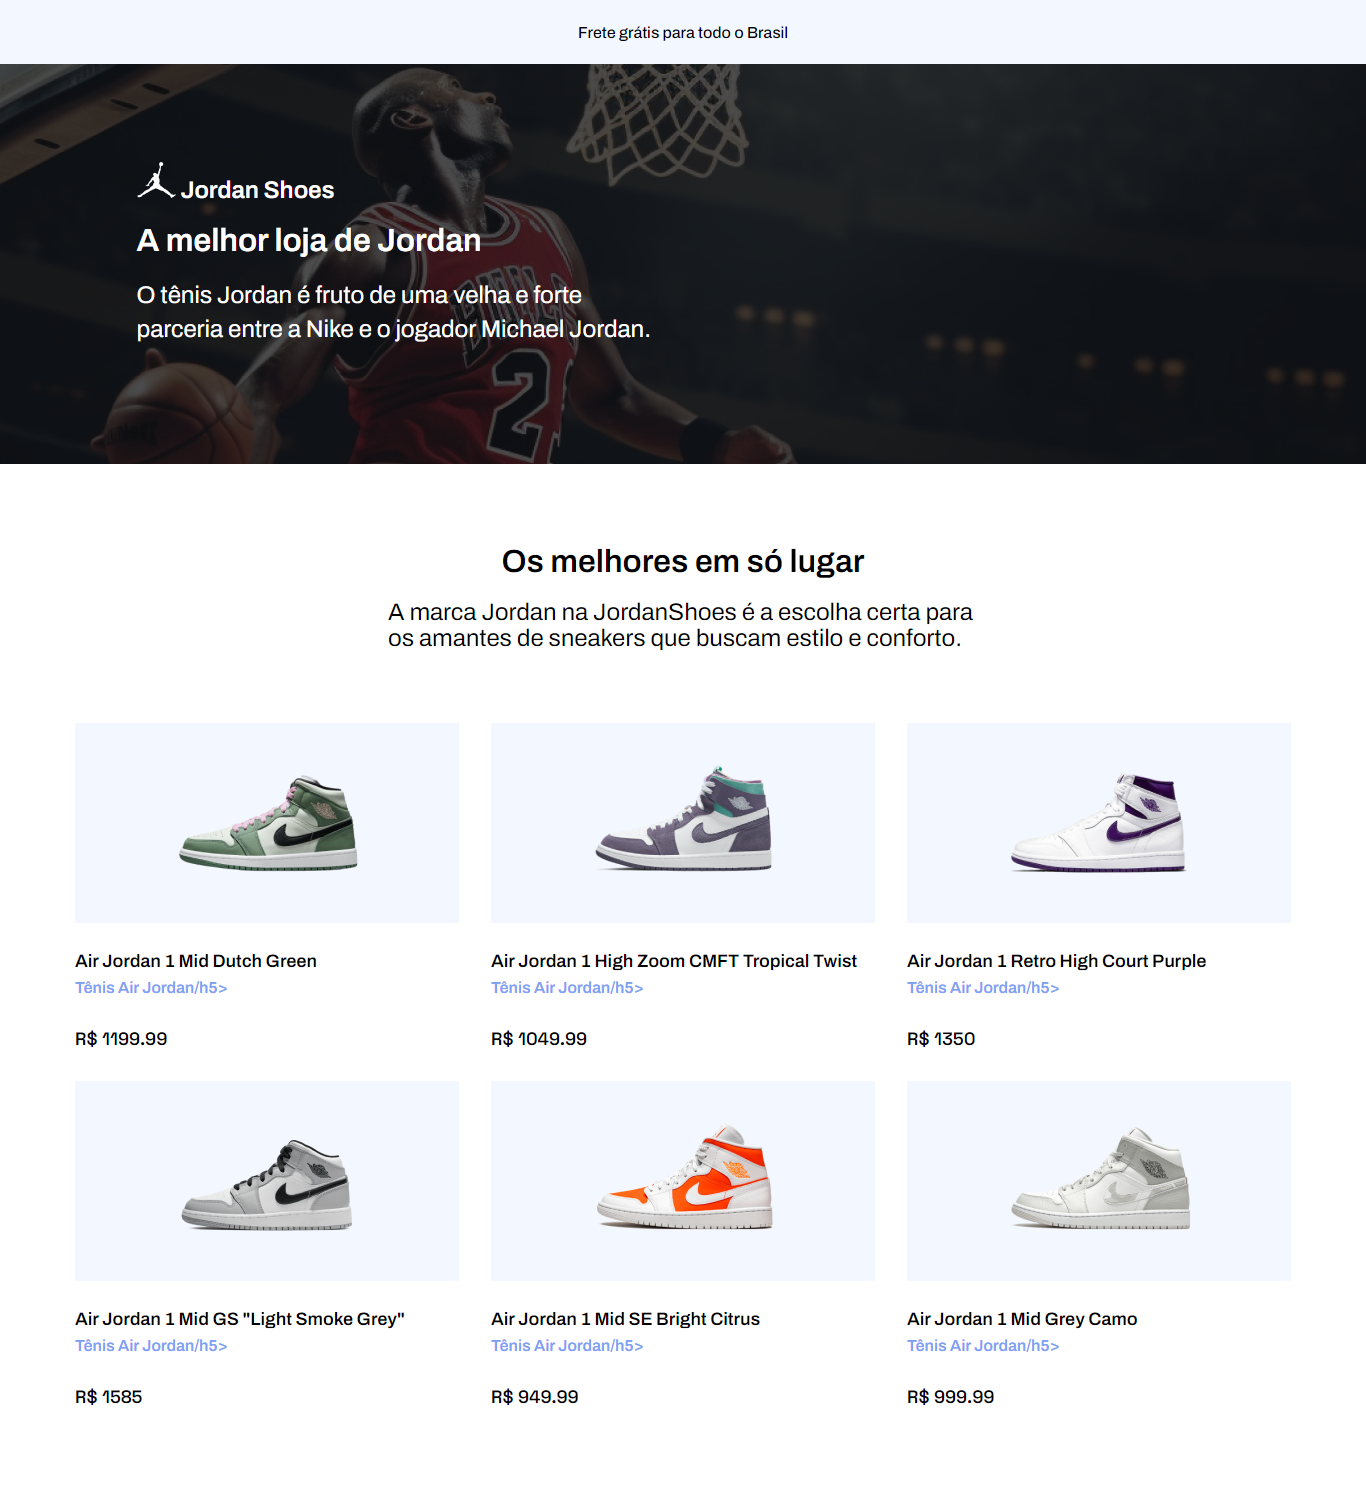 Frete grátis para todo o Brasil
Jordan Shoes
A melhor loja de Jordan
O tênis Jordan é fruto de uma velha e forte
parceria entre a Nike e o jogador Michael Jordan.
BULLS
2
Os melhores em só lugar
A marca Jordan na JordanShoes é a escolha certa para
os amantes de sneakers que buscam estilo e conforto.
Air Jordan 1 Mid Dutch Green
Tênis Air Jordan/h5>
R$ 1199.99
Air Jordan 1 High Zoom CMFT Tropical Twist
Tênis Air Jordan/h5>
R$ 1049.99
Air Jordan 1 Retro High Court Purple
Tênis Air Jordan/h5>
R$ 1350
Air Jordan 1 Mid GS "Light Smoke Grey"
Tênis Air Jordan/h5>
R$ 1585
Air Jordan 1 Mid SE Bright Citrus
Tênis Air Jordan/h5>
R$ 949.99
Air Jordan 1 Mid Grey Camo
Tênis Air Jordan/h5>
R$ 999.99